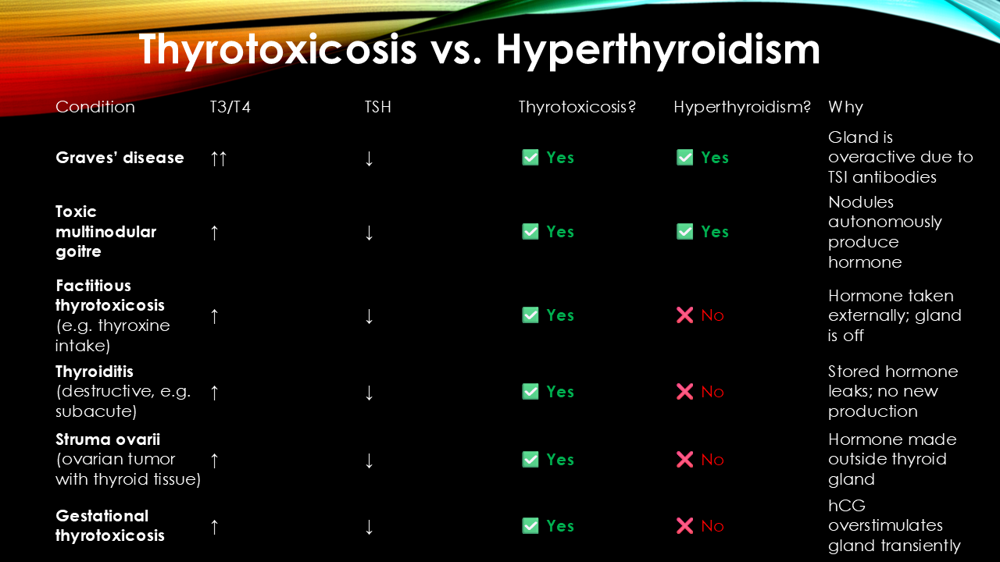 Thyrotoxicosis vs. Hyperthyroidism
Condition T3/T4 TSH Thyrotoxicosis? Hyperthyroidism? Why
Graves’ disease ↑↑ ↓ ✅ Yes ✅ Yes Gland is
overactive due to
TSI antibodies
Toxic
multinodular
goitre
↑ ↓ ✅ Yes ✅ Yes
Nodules
autonomously
produce
hormone
Factitious
thyrotoxicosis
(e.g. thyroxine
intake)
↑ ↓ ✅ Yes ❌ No
Hormone taken
externally; gland
is off
Thyroiditis
(destructive, e.g.
subacute)
↑ ↓ ✅ Yes ❌ No
Stored hormone
leaks; no new
production
Struma ovarii
(ovarian tumor
with thyroid tissue)
↑ ↓ ✅ Yes ❌ No
Hormone made
outside thyroid
gland
Gestational
thyrotoxicosis
↑ ↓ ✅ Yes ❌ No
hCG
overstimulates
gland transiently